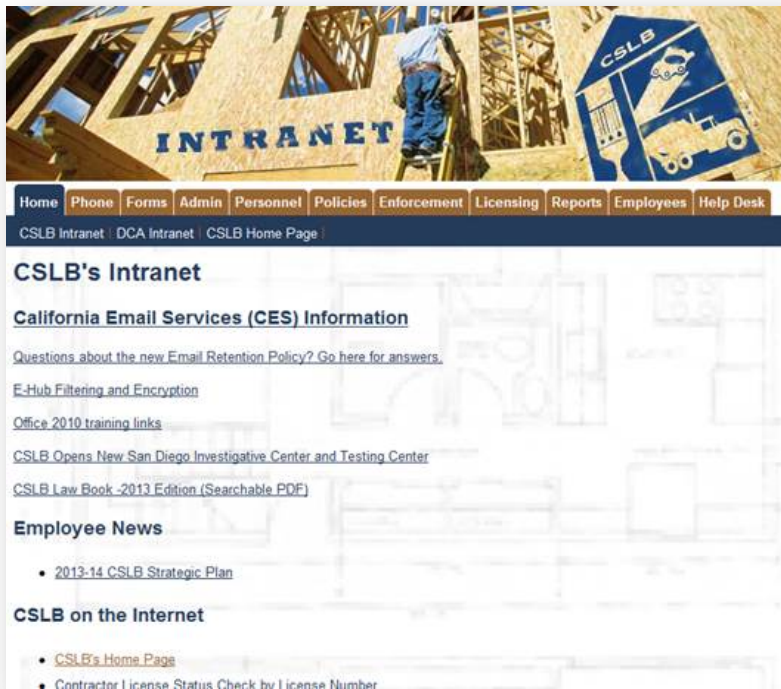 CSLB
INTRANET
Home Phone Forms Admin Personnel Policies Enforcement Licensing Reports Employees Help Desk
CSLB Intranet | DCA Intranet | CSLB Home Page |
CSLB's Intranet
California Email Services (CES) Information
Questions about the new Email Retention Policy? Go here for answers.
E-Hub Filtering and Encryption
Office 2010 training links
CSLB Opens New San Diego Investigative Center and Testing Center
CSLB Law Book -2013 Edition (Searchable PDF)
Employee News
• 2013-14 CSLB Strategic Plan
CSLB on the Internet
• CSLB's Home Page
• Contractor License Status Check by License Number